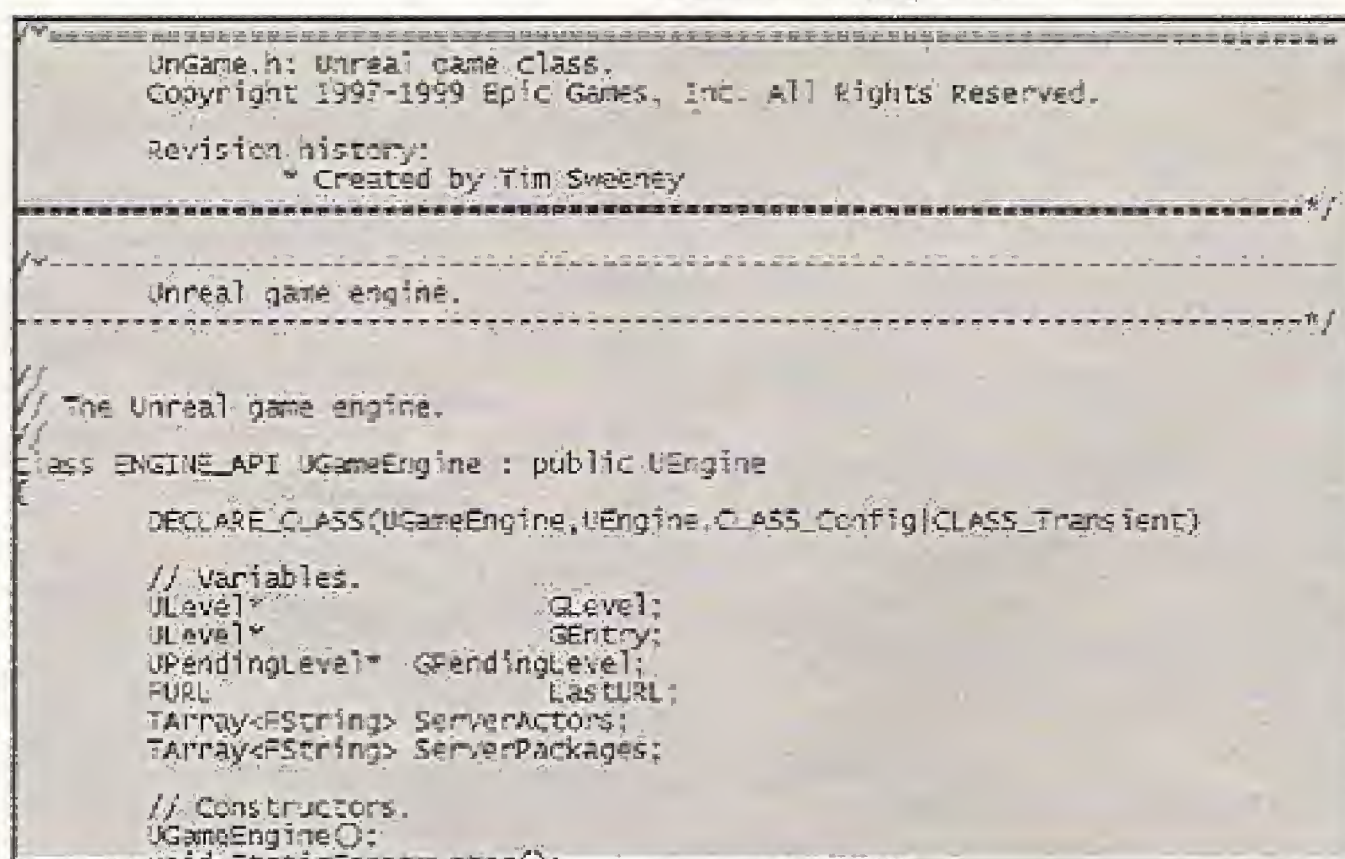 /*=============================================================================
UnGame.h: Unreal game class.
Copyright 1997-1999 Epic Games, Inc. All Rights Reserved.
Revision history:
* Created by Tim Sweeney
=============================================================================*/
/*-----------------------------------------------------------------------------
Unreal game engine.
-----------------------------------------------------------------------------*/
//
// The Unreal game engine.
//
class ENGINE_API UGameEngine : public UEngine
{
DECLARE_CLASS(UGameEngine,UEngine,CLASS_Config|CLASS_Transient)
// Variables.
ULevel* GLevel;
ULevel* GEntry;
UPendingLevel* GPendingLevel;
FURL LastURL;
TArray<FString> ServerActors;
TArray<FString> ServerPackages;
// Constructors.
UGameEngine();